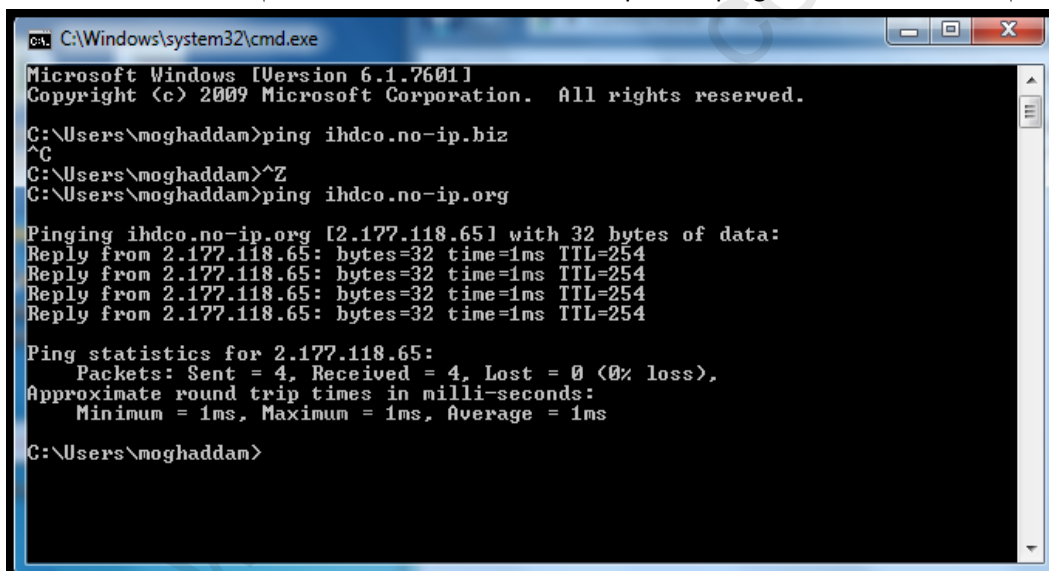 C:\Windows\system32\cmd.exe
Microsoft Windows [Version 6.1.7601]
Copyright (c) 2009 Microsoft Corporation.  All rights reserved.
C:\Users\moghaddam>ping ihdco.no-ip.biz
^C
C:\Users\moghaddam>^Z
C:\Users\moghaddam>ping ihdco.no-ip.org
Pinging ihdco.no-ip.org [2.177.118.65] with 32 bytes of data:
Reply from 2.177.118.65: bytes=32 time=1ms TTL=254
Reply from 2.177.118.65: bytes=32 time=1ms TTL=254
Reply from 2.177.118.65: bytes=32 time=1ms TTL=254
Reply from 2.177.118.65: bytes=32 time=1ms TTL=254
Ping statistics for 2.177.118.65:
    Packets: Sent = 4, Received = 4, Lost = 0 (0% loss),
Approximate round trip times in milli-seconds:
    Minimum = 1ms, Maximum = 1ms, Average = 1ms
C:\Users\moghaddam>